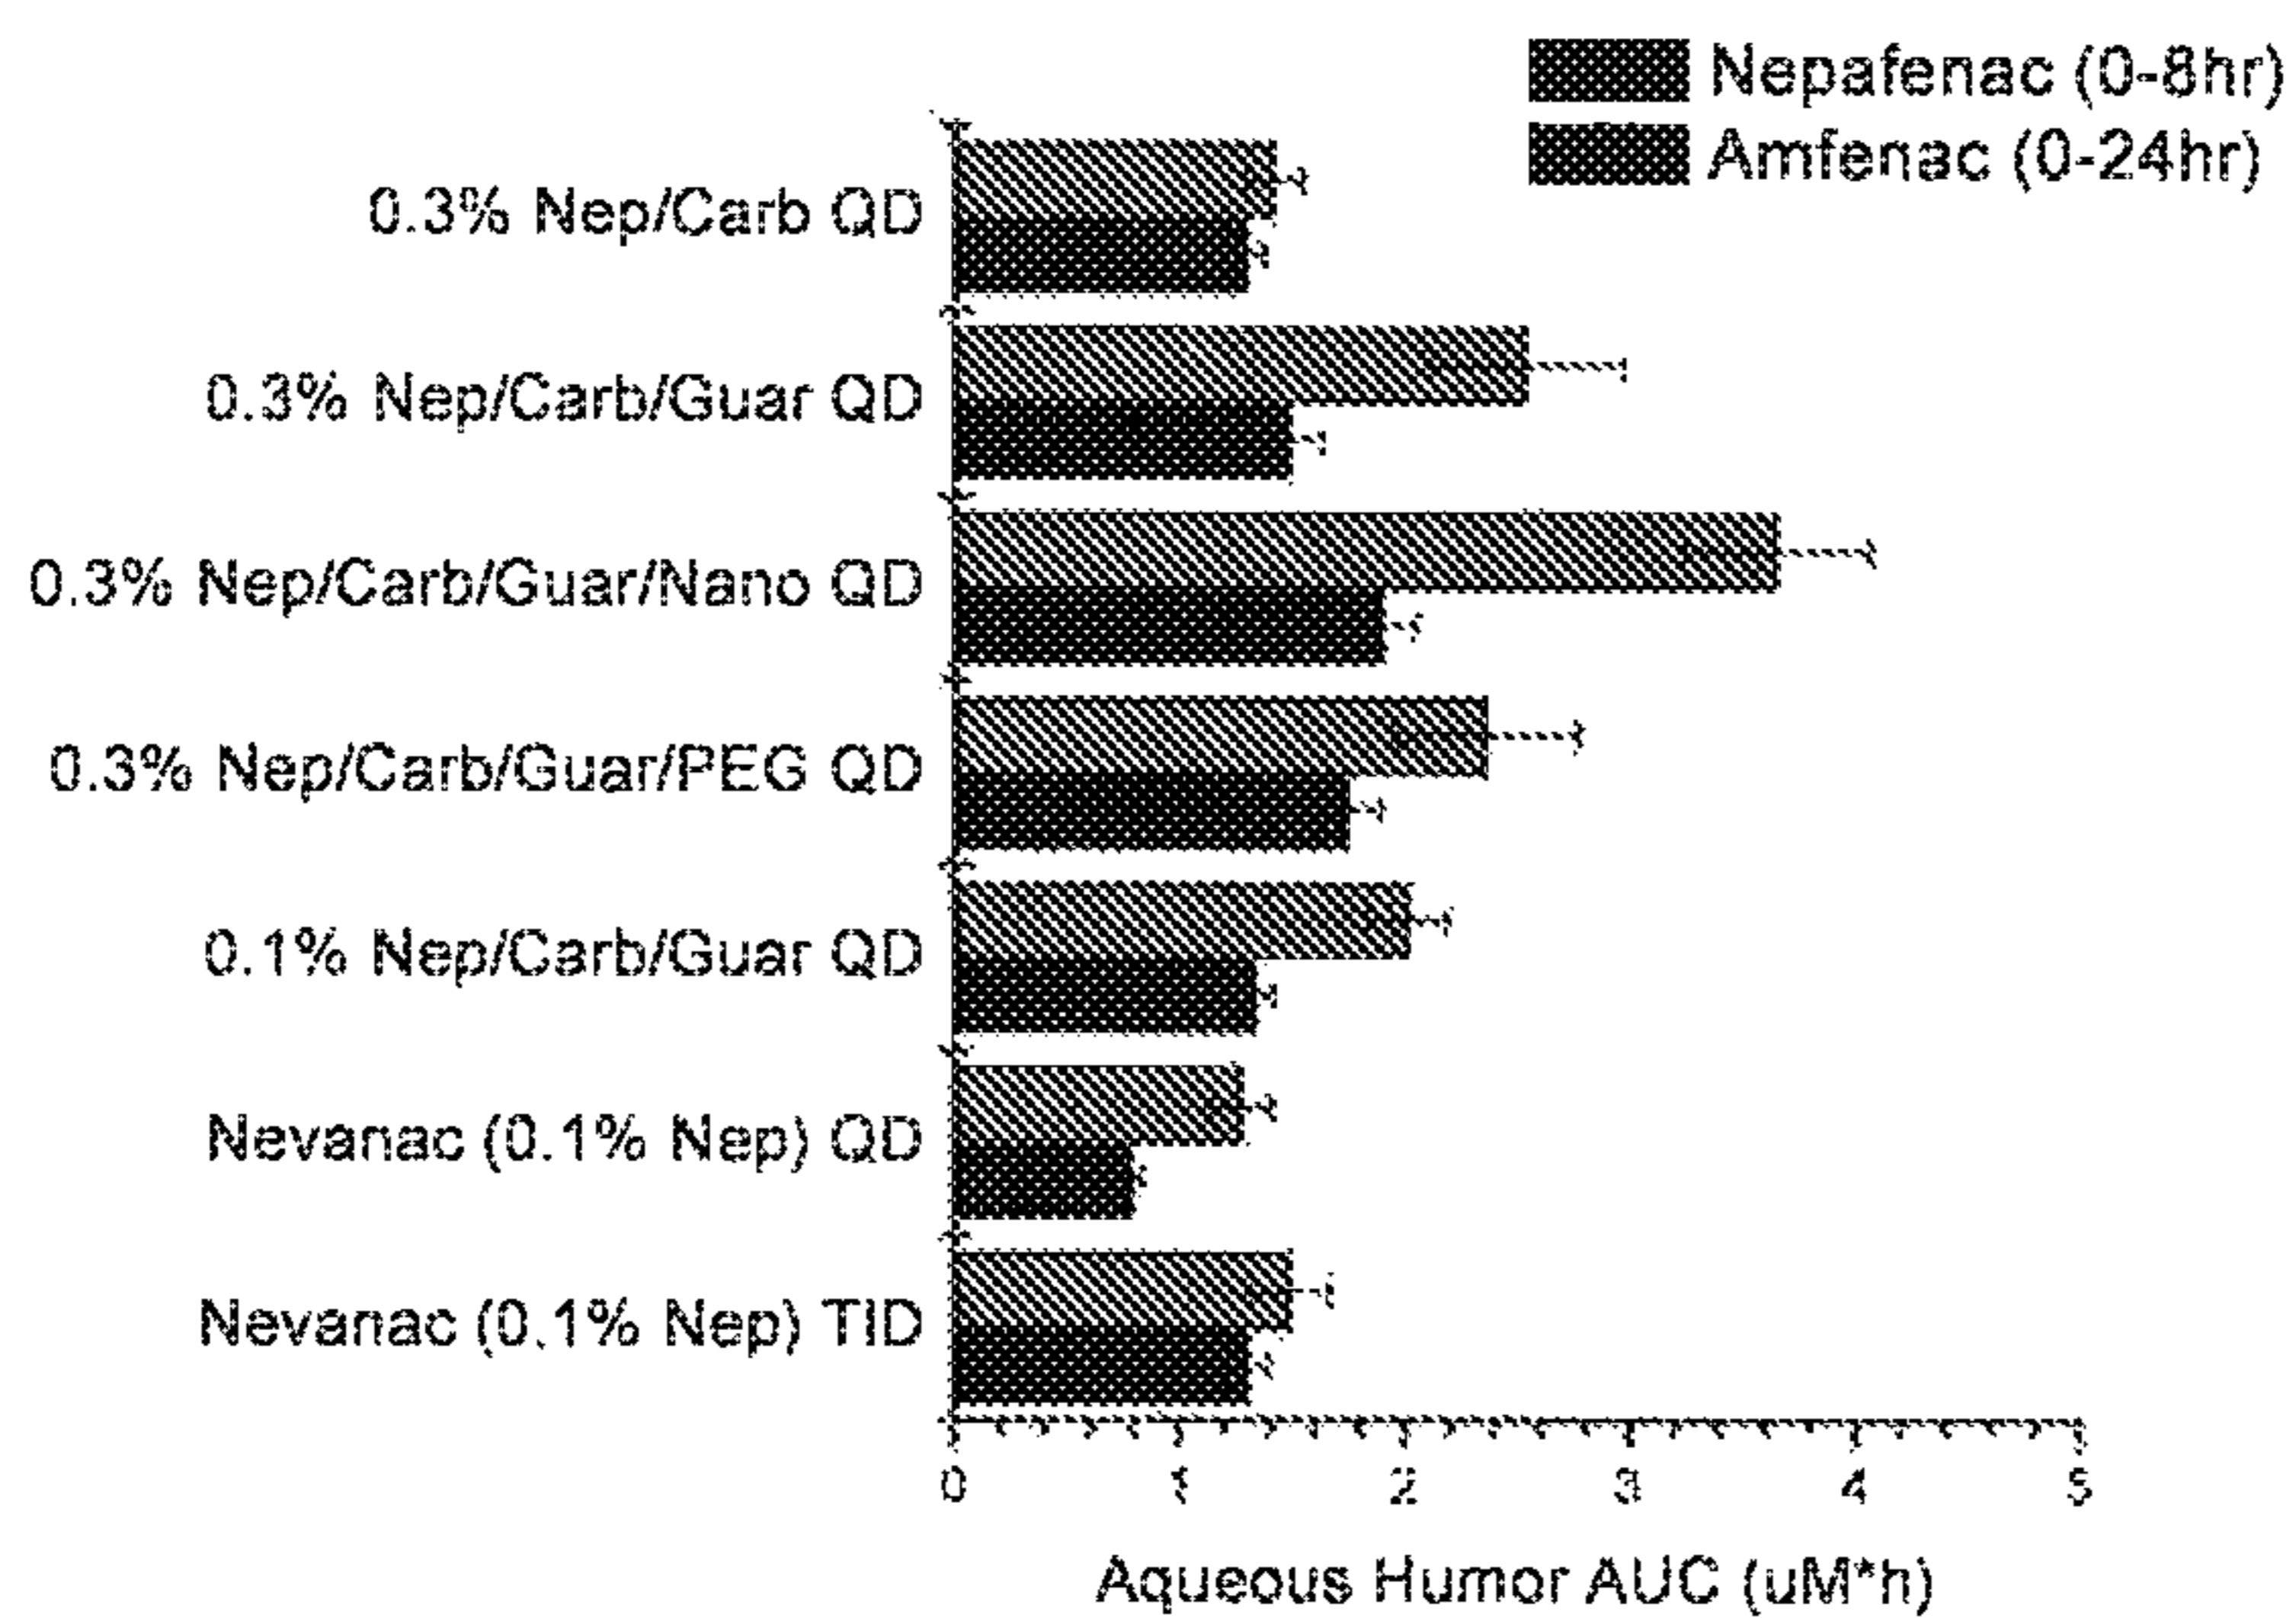 Nepafenac (0-8hr)
Amfenac (0-24hr)
0.3% Nep/Carb QD
0.3% Nep/Carb/Guar QD
0.3% Nep/Carb/Guar/Nano QD
0.3% Nep/Carb/Guar/PEG QD
0.1% Nep/Carb/Guar QD
Nevanac (0.1% Nep) QD
Nevanac (0.1% Nep) TID
0 1 2 3 4 5
Aqueous Humor AUC (uM*h)